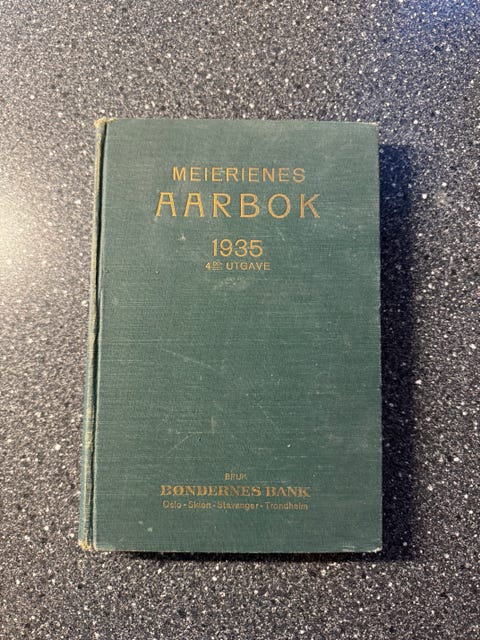 MEIERIENES
AARBOK
1935
4DE UTGAVE
BRUK
BØNDERNES BANK
Oslo - Skien - Stavanger - Trondheim